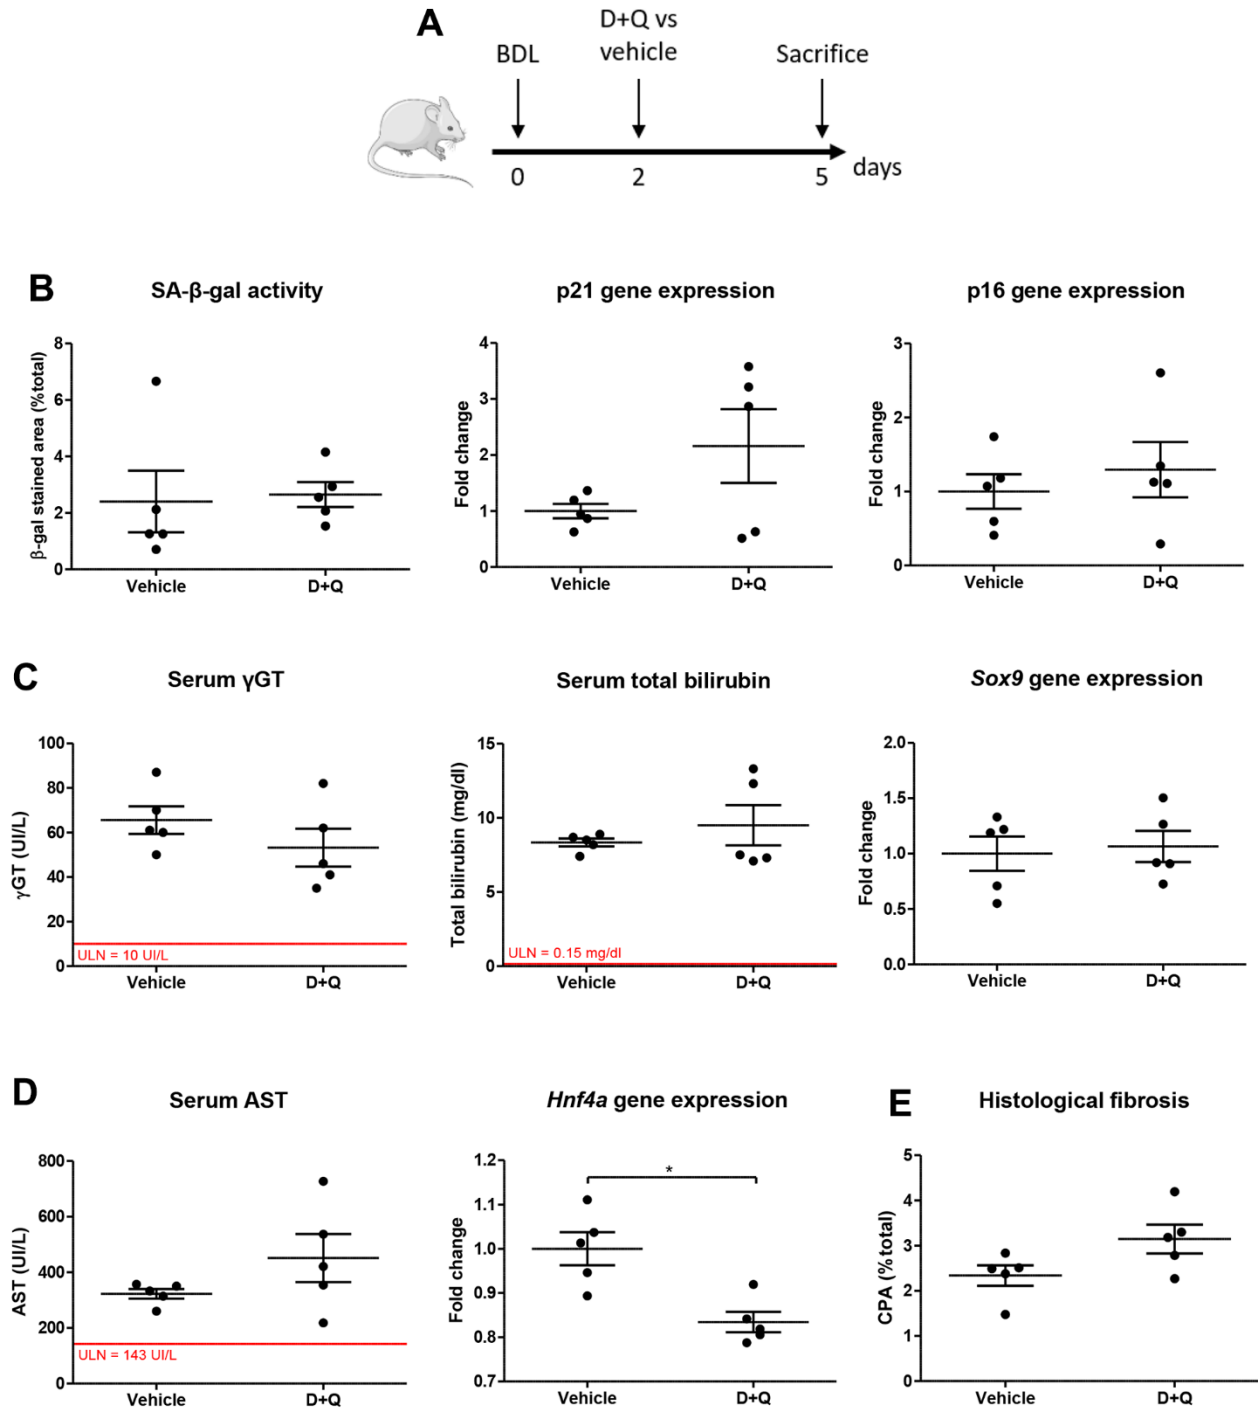 A
BDL
D+Q vs
vehicle
Sacrifice
0
2
5
days
B
SA-β-gal activity
β-gal stained area (%total)
8
6
4
2
0
Vehicle
D+Q
p21 gene expression
Fold change
4
3
2
1
0
Vehicle
D+Q
p16 gene expression
Fold change
3
2
1
0
Vehicle
D+Q
C
Serum γGT
γGT (UI/L)
100
80
60
40
20
0
ULN = 10 UI/L
Vehicle
D+Q
Serum total bilirubin
Total bilirubin (mg/dl)
15
10
5
0
ULN = 0.15 mg/dl
Vehicle
D+Q
Sox9 gene expression
Fold change
2.0
1.5
1.0
0.5
0.0
Vehicle
D+Q
D
Serum AST
AST (UI/L)
800
600
400
200
0
ULN = 143 UI/L
Vehicle
D+Q
Hnf4a gene expression
Fold change
1.2
1.1
1.0
0.9
0.8
0.7
*
Vehicle
D+Q
E
Histological fibrosis
CPA (%total)
5
4
3
2
1
0
Vehicle
D+Q